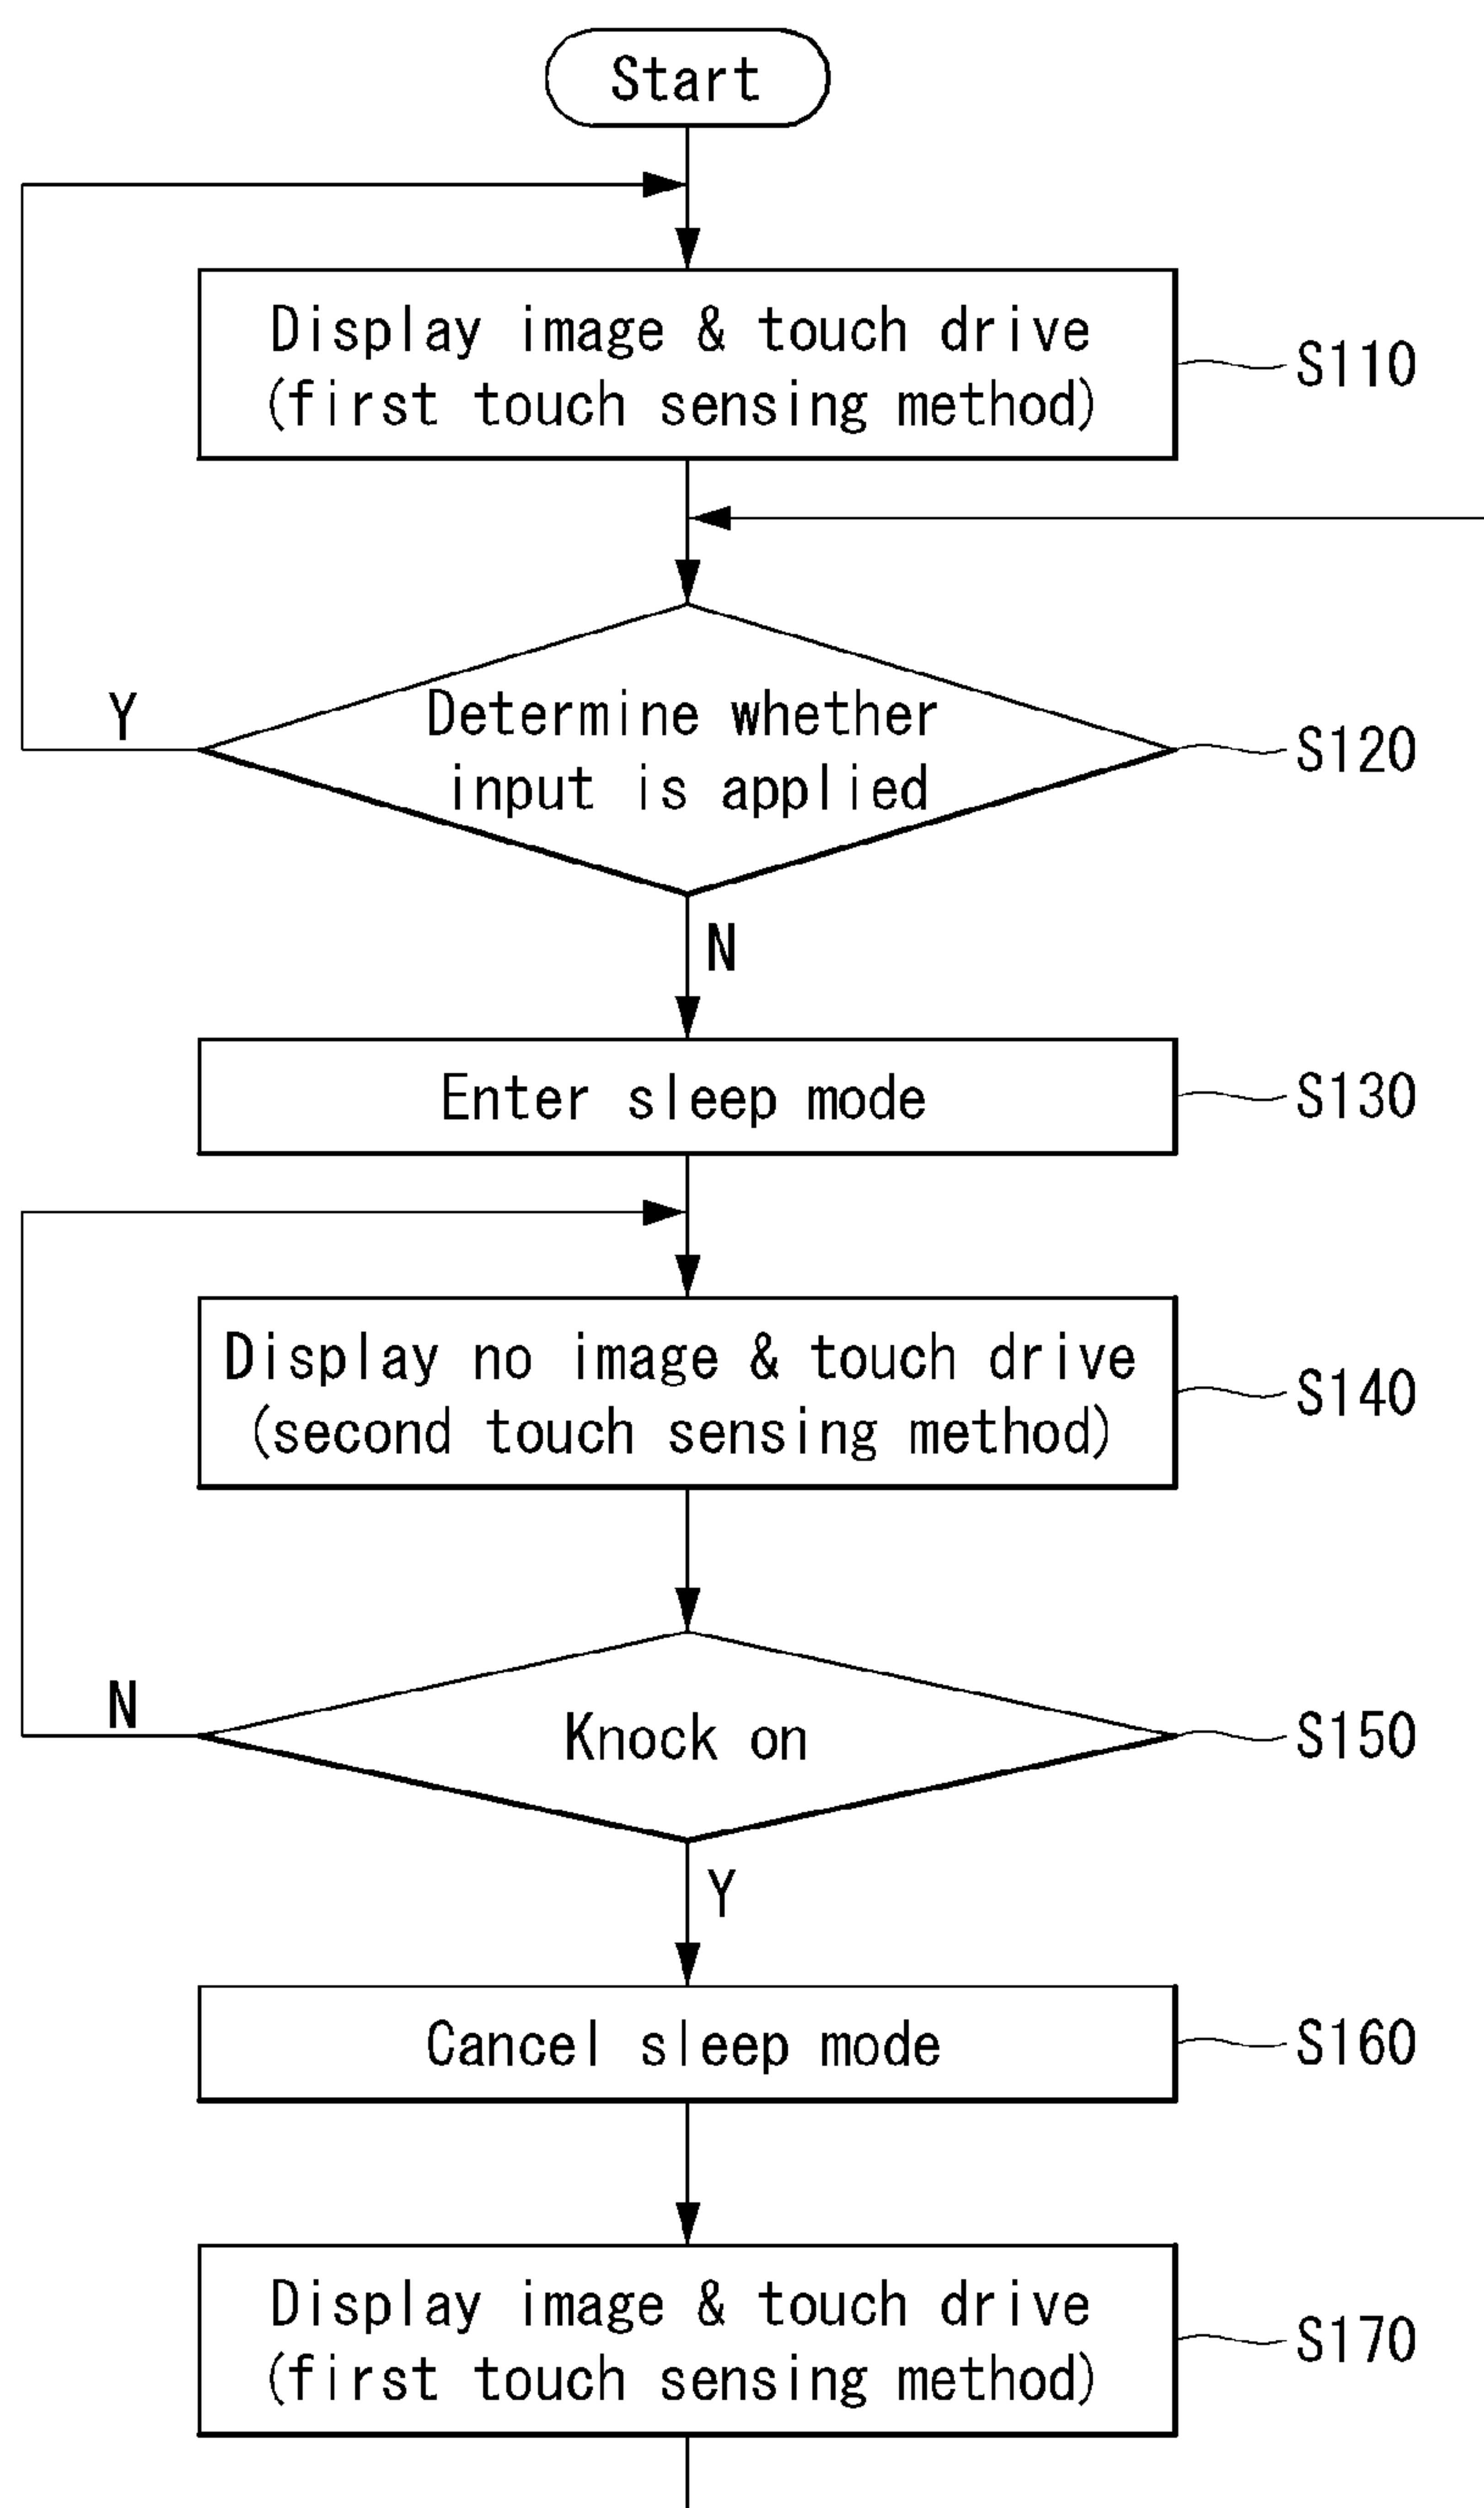 Start
Display image & touch drive
(first touch sensing method)
S110
Y
Determine whether
input is applied
S120
N
Enter sleep mode
S130
Display no image & touch drive
(second touch sensing method)
S140
N
Knock on
S150
Y
Cancel sleep mode
S160
Display image & touch drive
(first touch sensing method)
S170